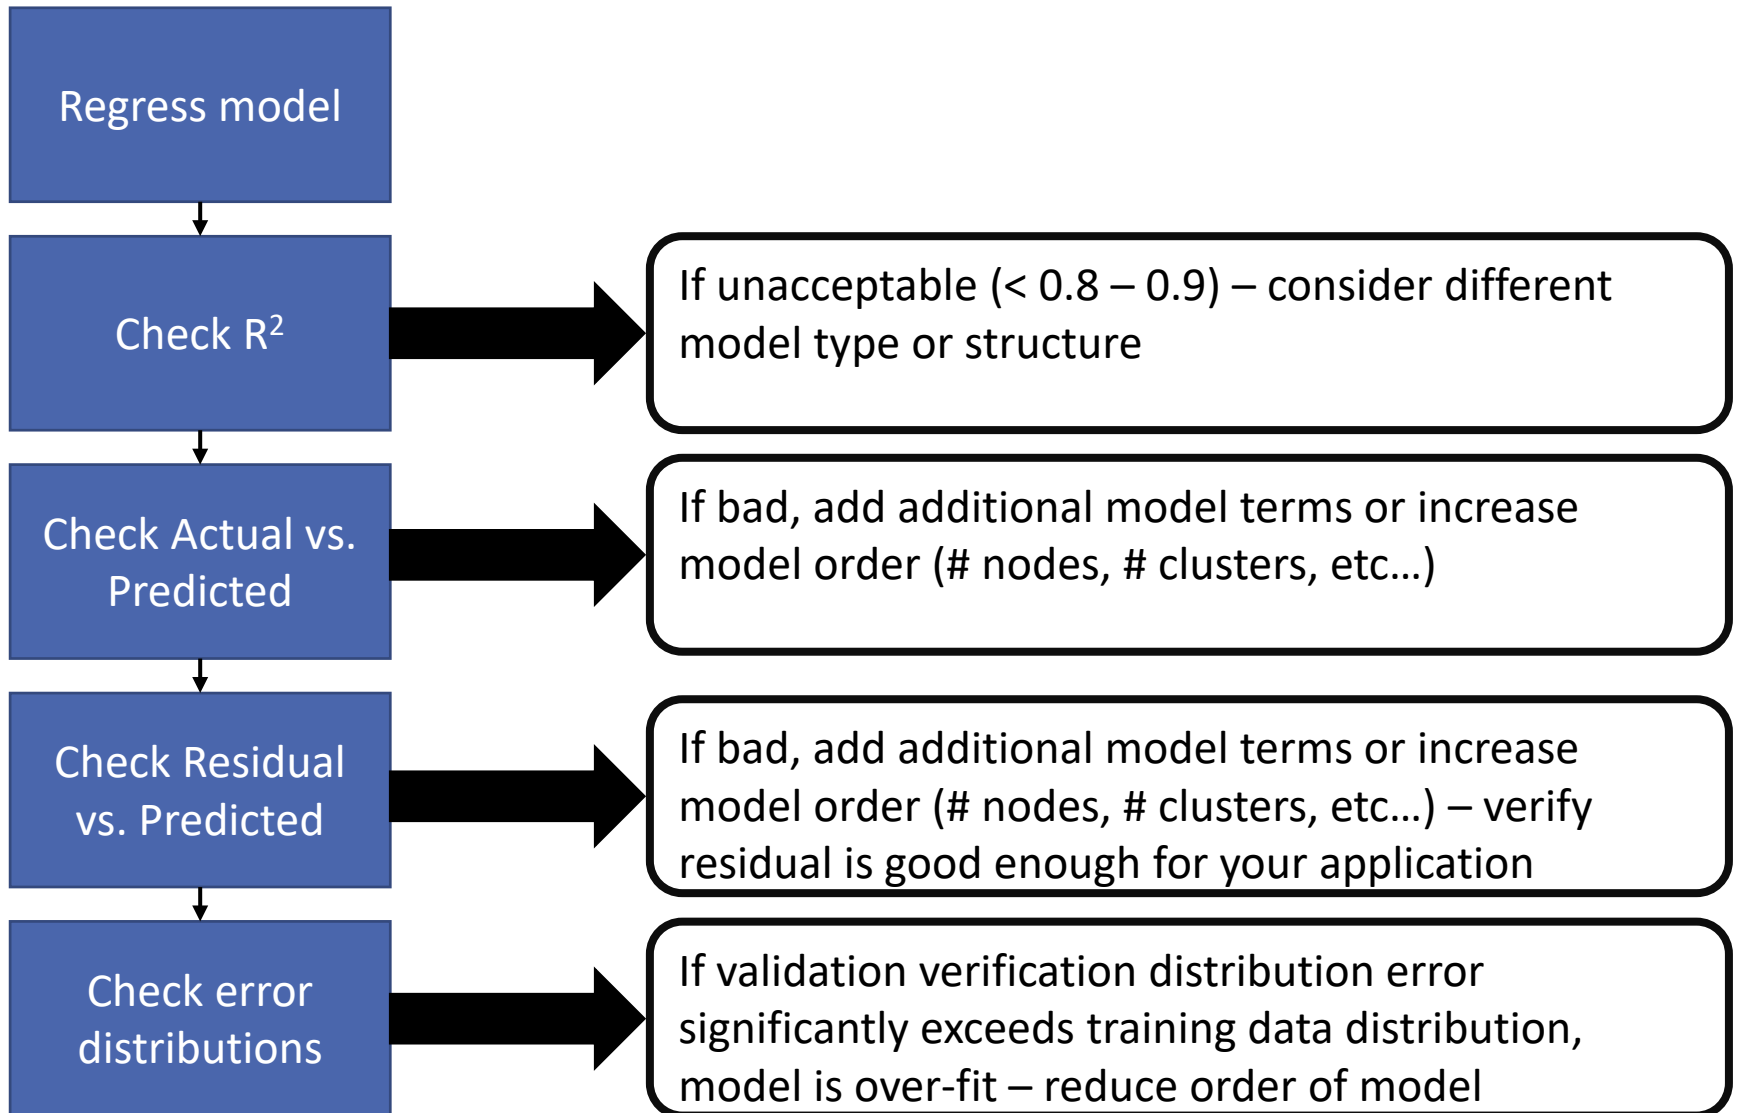 Regress model
Check R²
If unacceptable (< 0.8 – 0.9) – consider different
model type or structure
Check Actual vs.
Predicted
If bad, add additional model terms or increase
model order (# nodes, # clusters, etc…)
Check Residual
vs. Predicted
If bad, add additional model terms or increase
model order (# nodes, # clusters, etc…) – verify
residual is good enough for your application
Check error
distributions
If validation verification distribution error
significantly exceeds training data distribution,
model is over-fit – reduce order of model